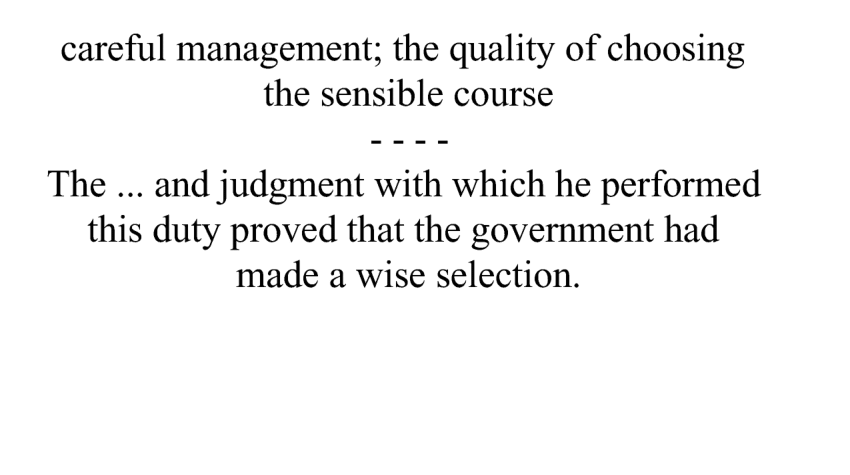 careful management; the quality of choosing
the sensible course
- - - -
The ... and judgment with which he performed
this duty proved that the government had
made a wise selection.